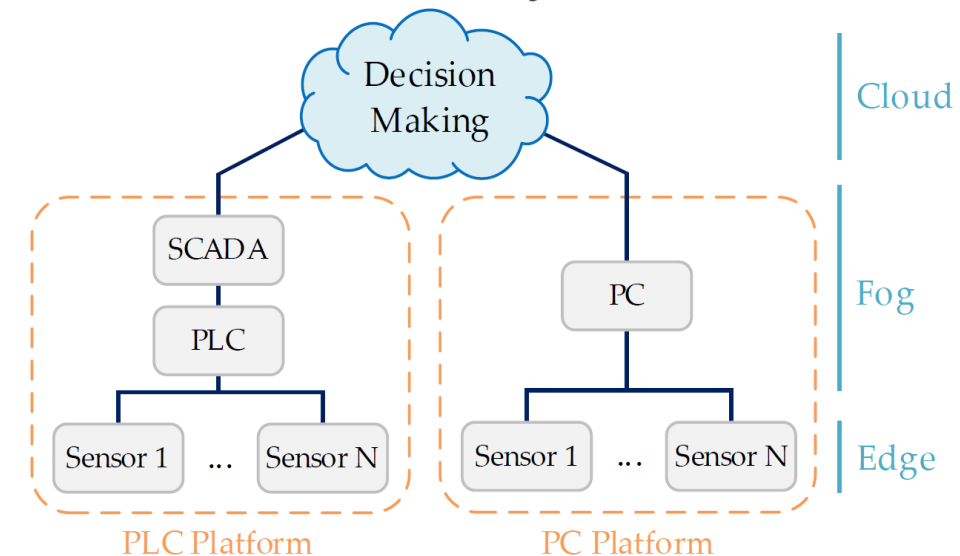 Decision
Making
Cloud
SCADA
PLC
PC
Fog
Sensor 1
...
Sensor N
Sensor 1
...
Sensor N
Edge
PLC Platform
PC Platform